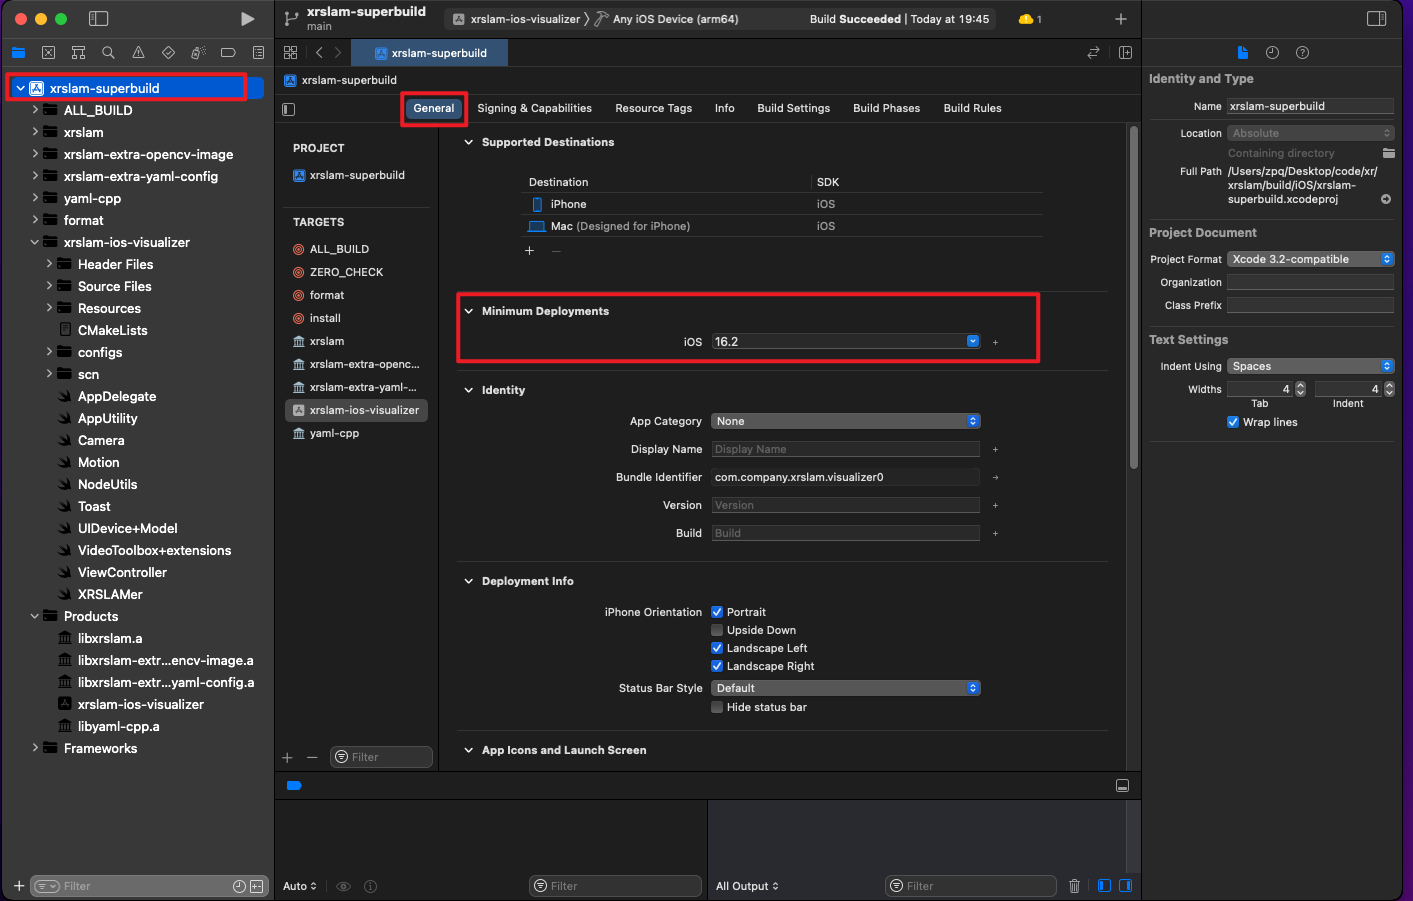 xrslam-superbuild
main
xrslam-ios-visualizer
Any iOS Device (arm64)
Build Succeeded | Today at 19:45
1
xrslam-superbuild
xrslam-superbuild
xrslam-superbuild
ALL_BUILD
xrslam
xrslam-extra-opencv-image
xrslam-extra-yaml-config
yaml-cpp
format
xrslam-ios-visualizer
Header Files
Source Files
Resources
CMakeLists
configs
scn
AppDelegate
AppUtility
Camera
Motion
NodeUtils
Toast
UIDevice+Model
VideoToolbox+extensions
ViewController
XRSLAMer
Products
libxrslam.a
libxrslam-extr...encv-image.a
libxrslam-extr...yaml-config.a
xrslam-ios-visualizer
libyaml-cpp.a
Frameworks
Filter
General
Signing & Capabilities
Resource Tags
Info
Build Settings
Build Phases
Build Rules
PROJECT
xrslam-superbuild
TARGETS
ALL_BUILD
ZERO_CHECK
format
install
xrslam
xrslam-extra-openc...
xrslam-extra-yaml-...
xrslam-ios-visualizer
yaml-cpp
Filter
Supported Destinations
Destination
SDK
iPhone
iOS
Mac (Designed for iPhone)
iOS
Minimum Deployments
iOS
16.2
Identity
App Category
None
Display Name
Display Name
Bundle Identifier
com.company.xrslam.visualizer0
Version
Version
Build
Build
Deployment Info
iPhone Orientation
Portrait
Upside Down
Landscape Left
Landscape Right
Status Bar Style
Default
Hide status bar
App Icons and Launch Screen
Auto
Filter
All Output
Filter
Identity and Type
Name
xrslam-superbuild
Location
Absolute
Containing directory
Full Path
/Users/zpq/Desktop/code/xr/
xrslam/build/iOS/xrslam-
superbuild.xcodeproj
Project Document
Project Format
Xcode 3.2-compatible
Organization
Class Prefix
Text Settings
Indent Using
Spaces
Widths
4
4
Tab
Indent
Wrap lines